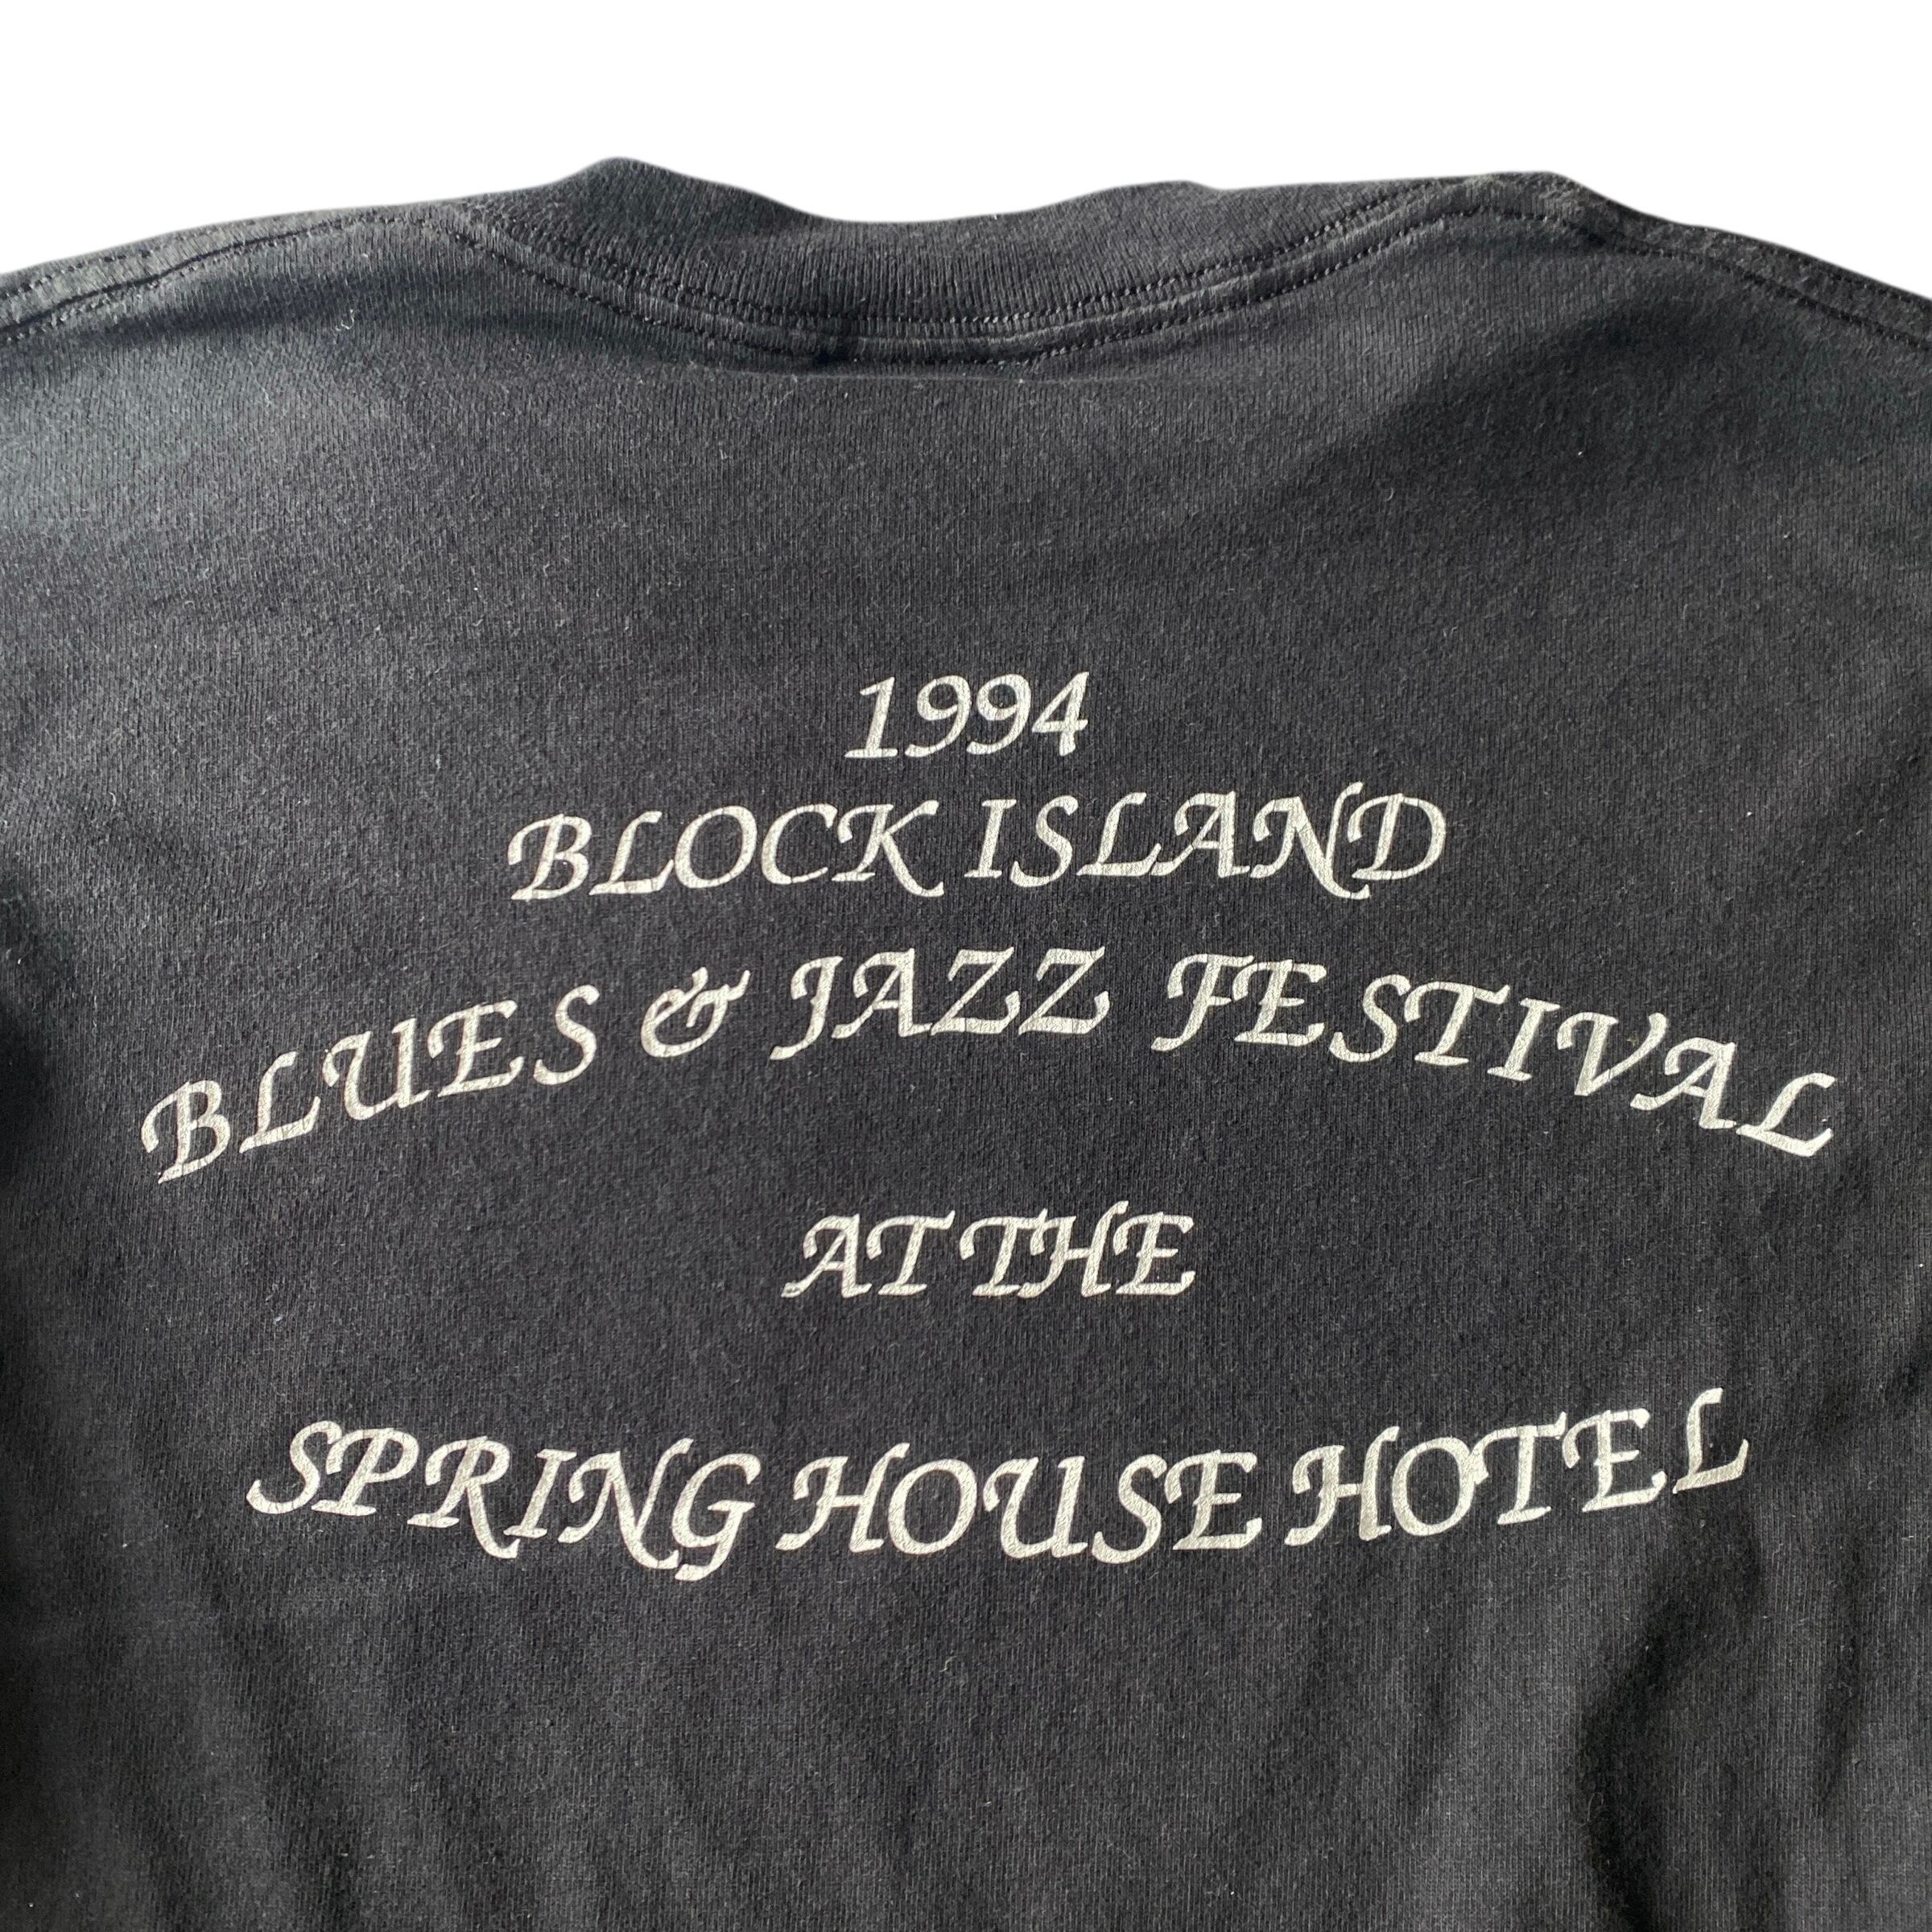 1994
BLOCK ISLAND
BLUES & JAZZ FESTIVAL
AT THE
SPRING HOUSE HOTEL